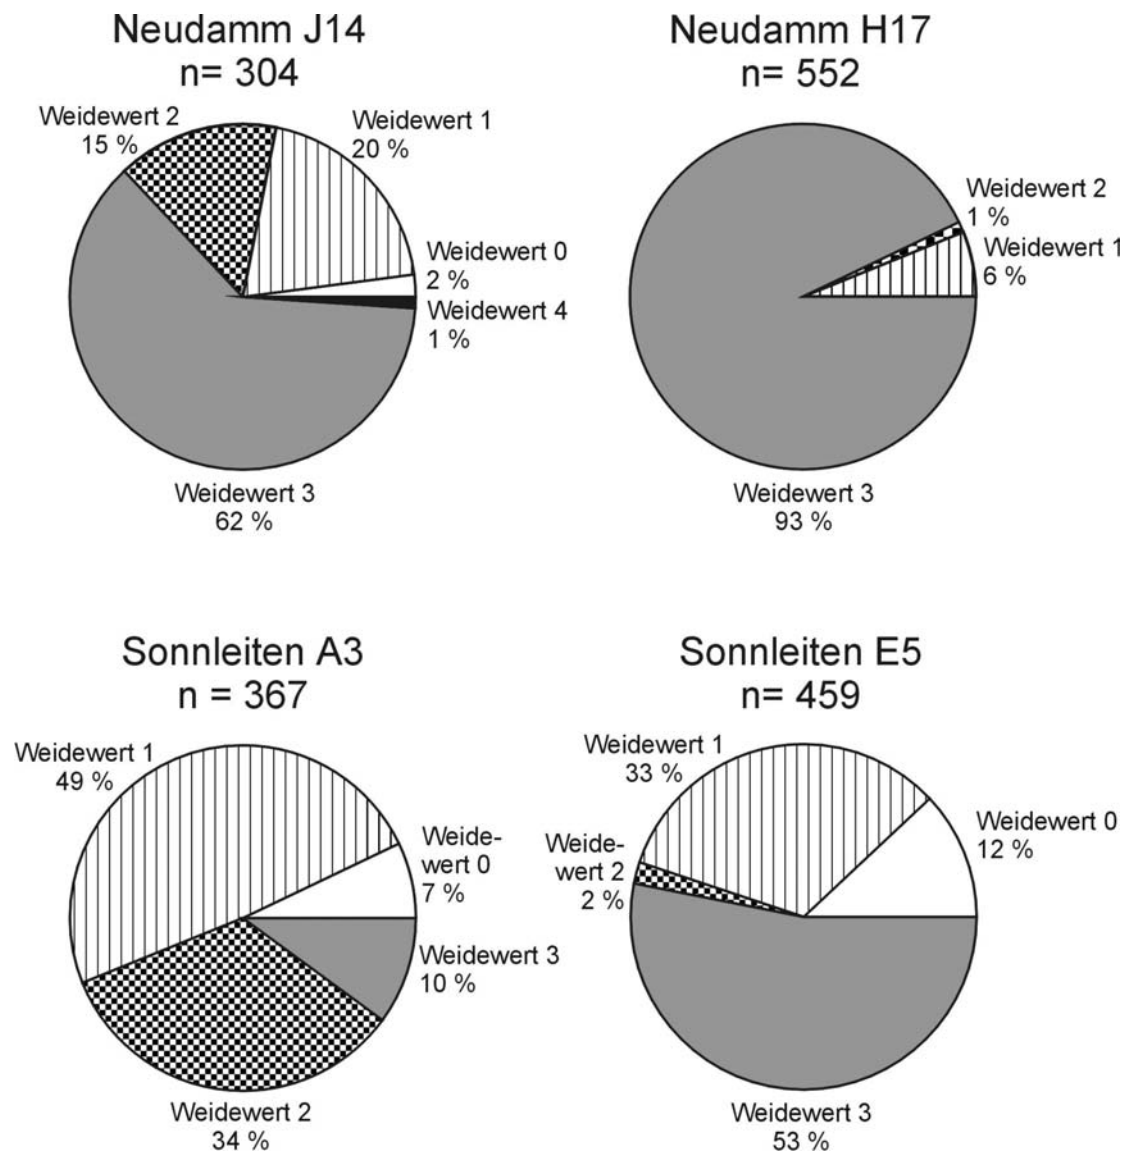 Neudamm J14
n= 304
Weidewert 2
15 %
Weidewert 1
20 %
Weidewert 0
2 %
Weidewert 4
1 %
Weidewert 3
62 %
Neudamm H17
n= 552
Weidewert 2
1 %
Weidewert 1
6 %
Weidewert 3
93 %
Sonnleiten A3
n = 367
Weidewert 1
49 %
Weide-
wert 0
7 %
Weidewert 3
10 %
Weidewert 2
34 %
Sonnleiten E5
n= 459
Weidewert 1
33 %
Weidewert 0
12 %
Weide-
wert 2
2 %
Weidewert 3
53 %